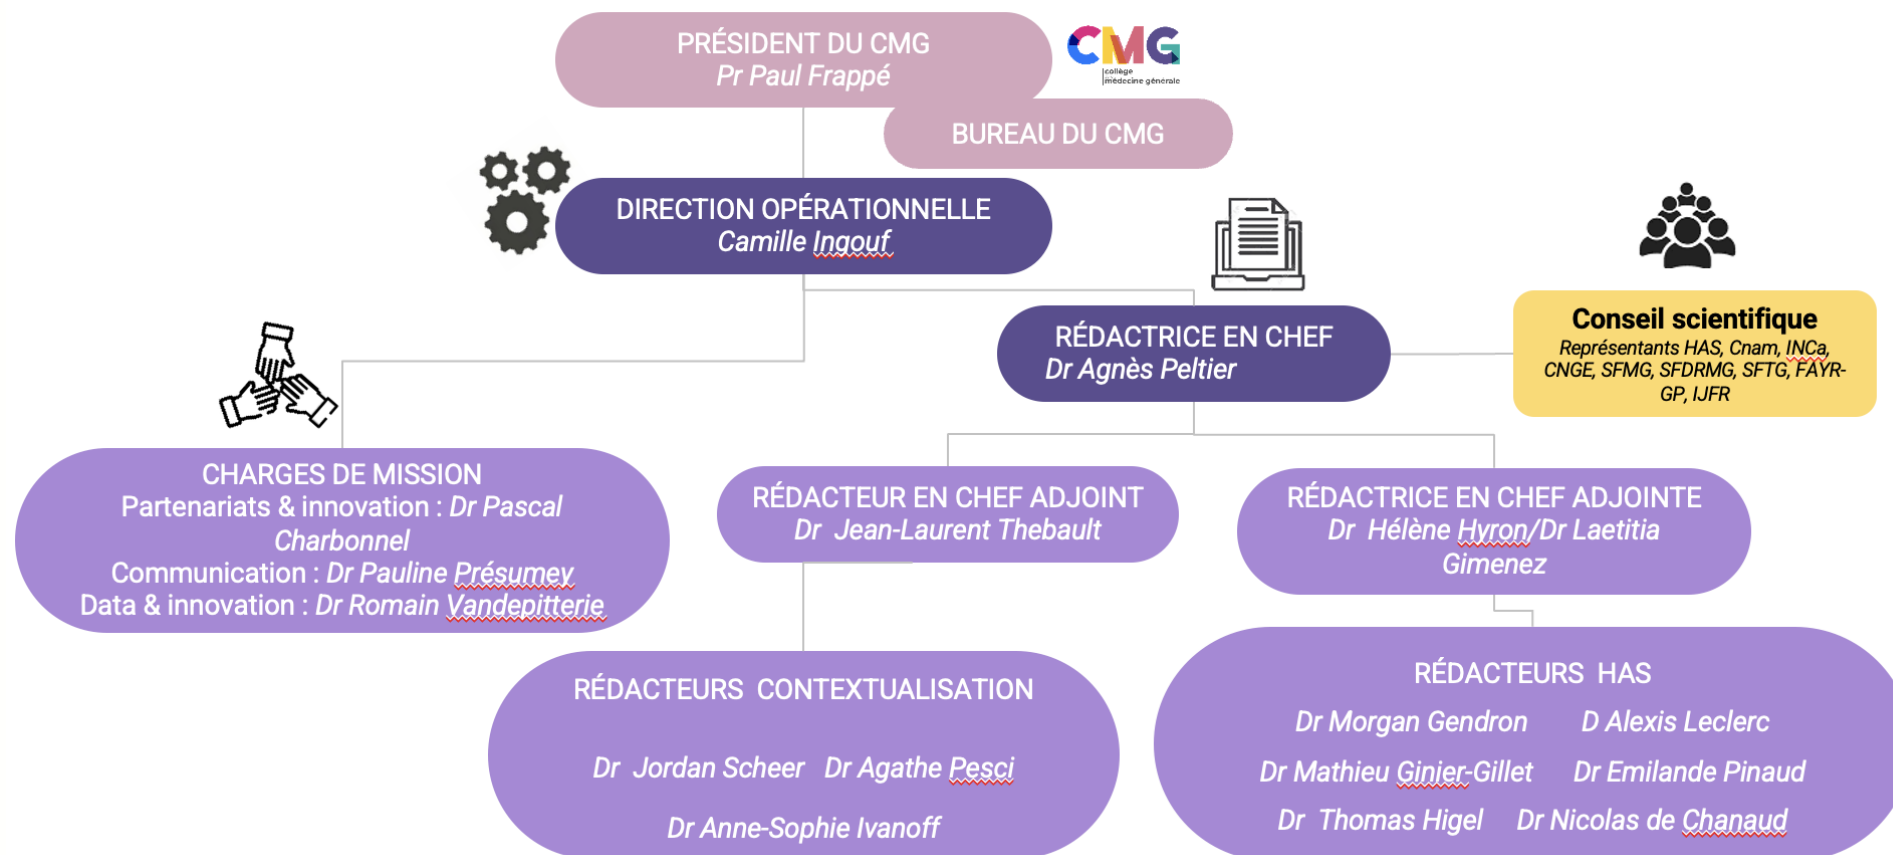 PRÉSIDENT DU CMG
Pr Paul Frappé
CMG
collège
médecine générale
BUREAU DU CMG
DIRECTION OPÉRATIONNELLE
Camille Ingouf
RÉDACTRICE EN CHEF
Dr Agnès Peltier
Conseil scientifique
Représentants HAS, Cnam, INCa,
CNGE, SFMG, SFDRMG, SFTG, FAYR-
GP, IJFR
CHARGES DE MISSION
Partenariats & innovation : Dr Pascal
Charbonnel
Communication : Dr Pauline Présumey
Data & innovation : Dr Romain Vandepitterie
RÉDACTEUR EN CHEF ADJOINT
Dr Jean-Laurent Thebault
RÉDACTRICE EN CHEF ADJOINTE
Dr Hélène Hyron/Dr Laetitia
Gimenez
RÉDACTEURS CONTEXTUALISATION
Dr Jordan Scheer Dr Agathe Pesci
Dr Anne-Sophie Ivanoff
RÉDACTEURS HAS
Dr Morgan Gendron D Alexis Leclerc
Dr Mathieu Ginier-Gillet Dr Emilande Pinaud
Dr Thomas Higel Dr Nicolas de Chanaud